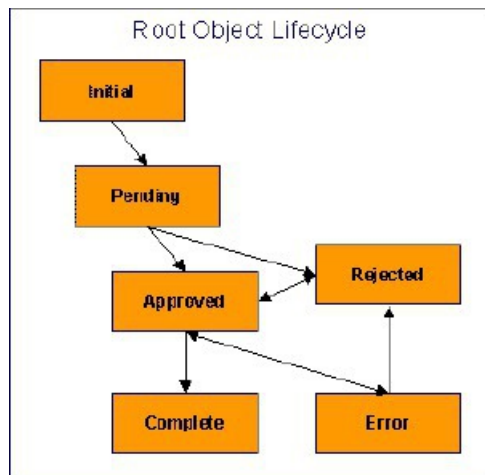 Root Object Lifecycle
Initial
Pending
Rejected
Approved
Complete
Error